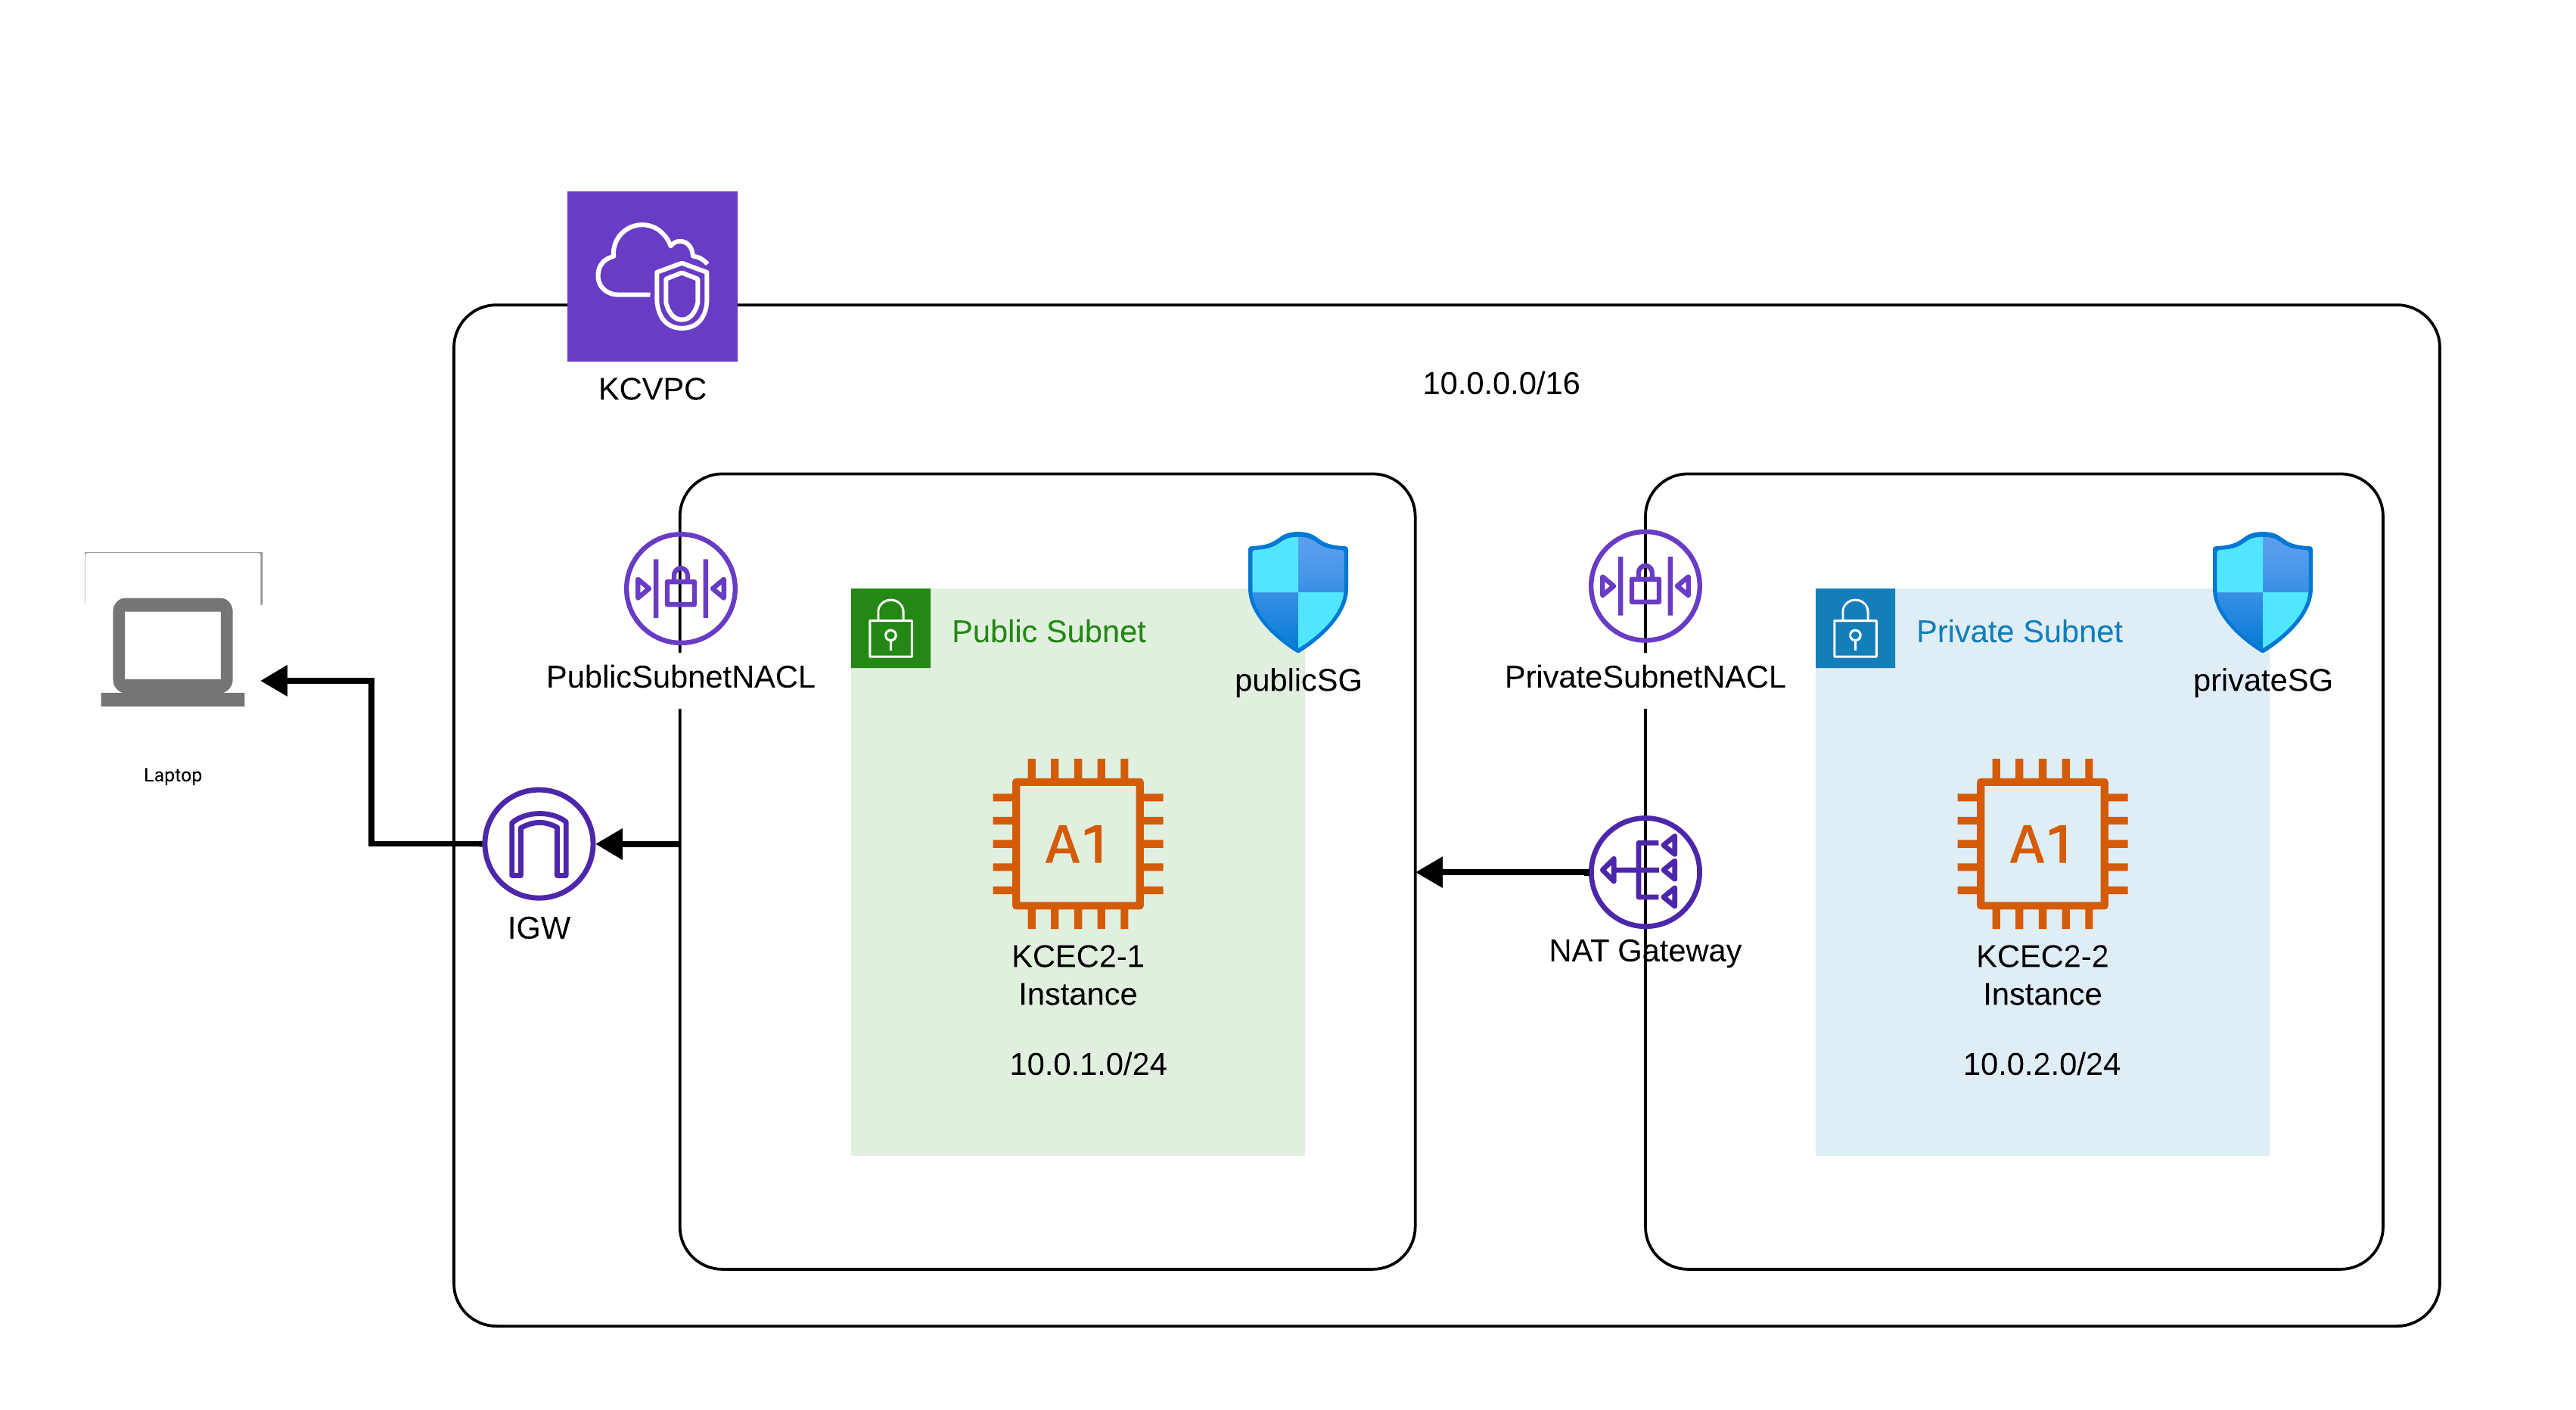 KCVPC
10.0.0.0/16
PublicSubnetNACL
Public Subnet
publicSG
PrivateSubnetNACL
Private Subnet
privateSG
Laptop
IGW
A1
KCEC2-1
Instance
10.0.1.0/24
NAT Gateway
A1
KCEC2-2
Instance
10.0.2.0/24